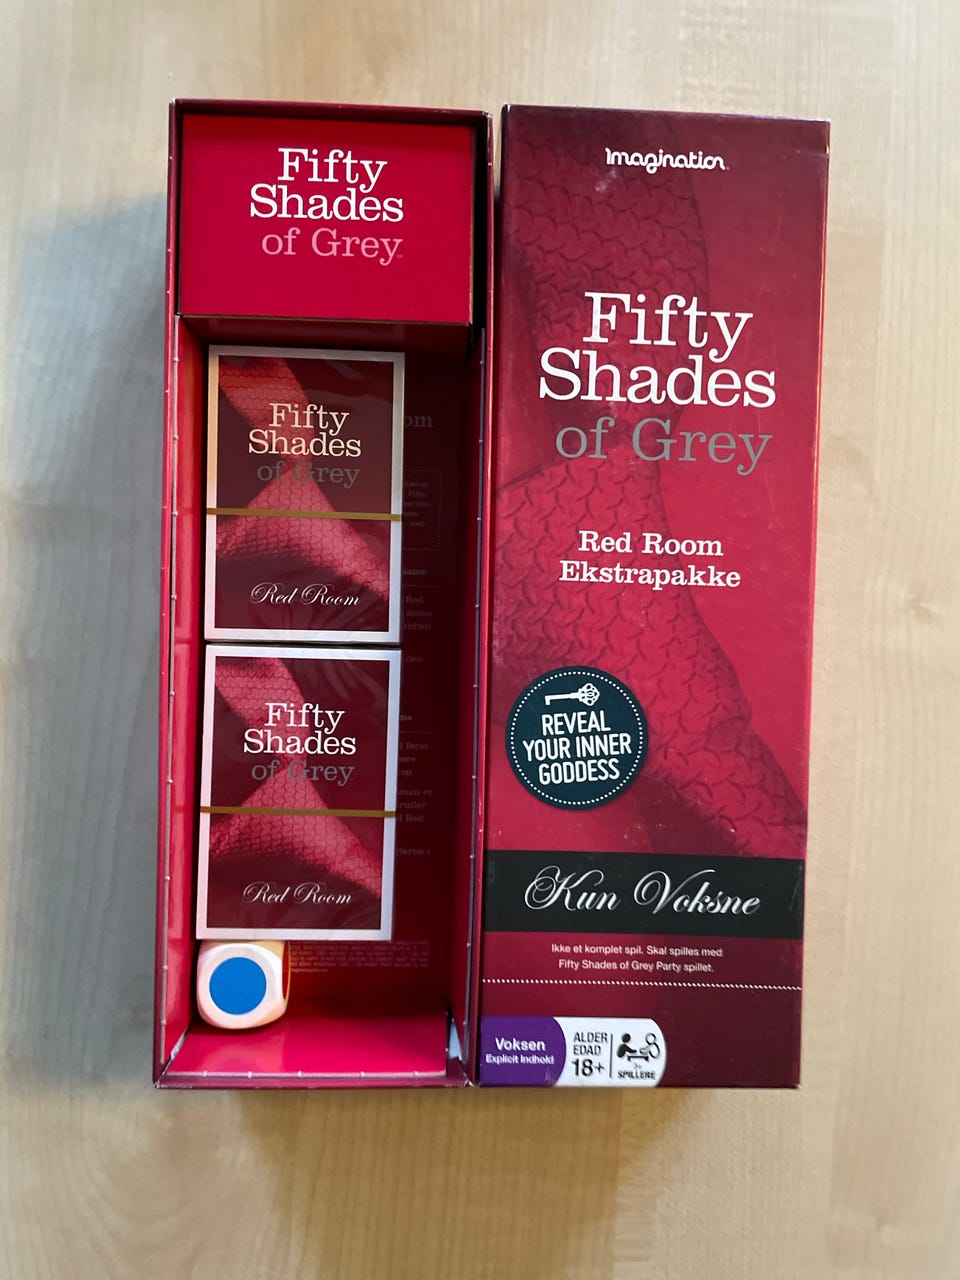 Fifty
Shades
of Grey
Fifty
Shades
of Grey
Red Room
Fifty
Shades
of Grey
Red Room
Imagination
Fifty
Shades
of Grey
Red Room
Ekstrapakke
REVEAL
YOUR INNER
GODDESS
Kun Voksne
Ikke et komplet spil. Skal spilles med
Fifty Shades of Grey Party spillet.
Voksen
Explicit Indhold
ALDER
EDAD
18+
3+
SPILLERE